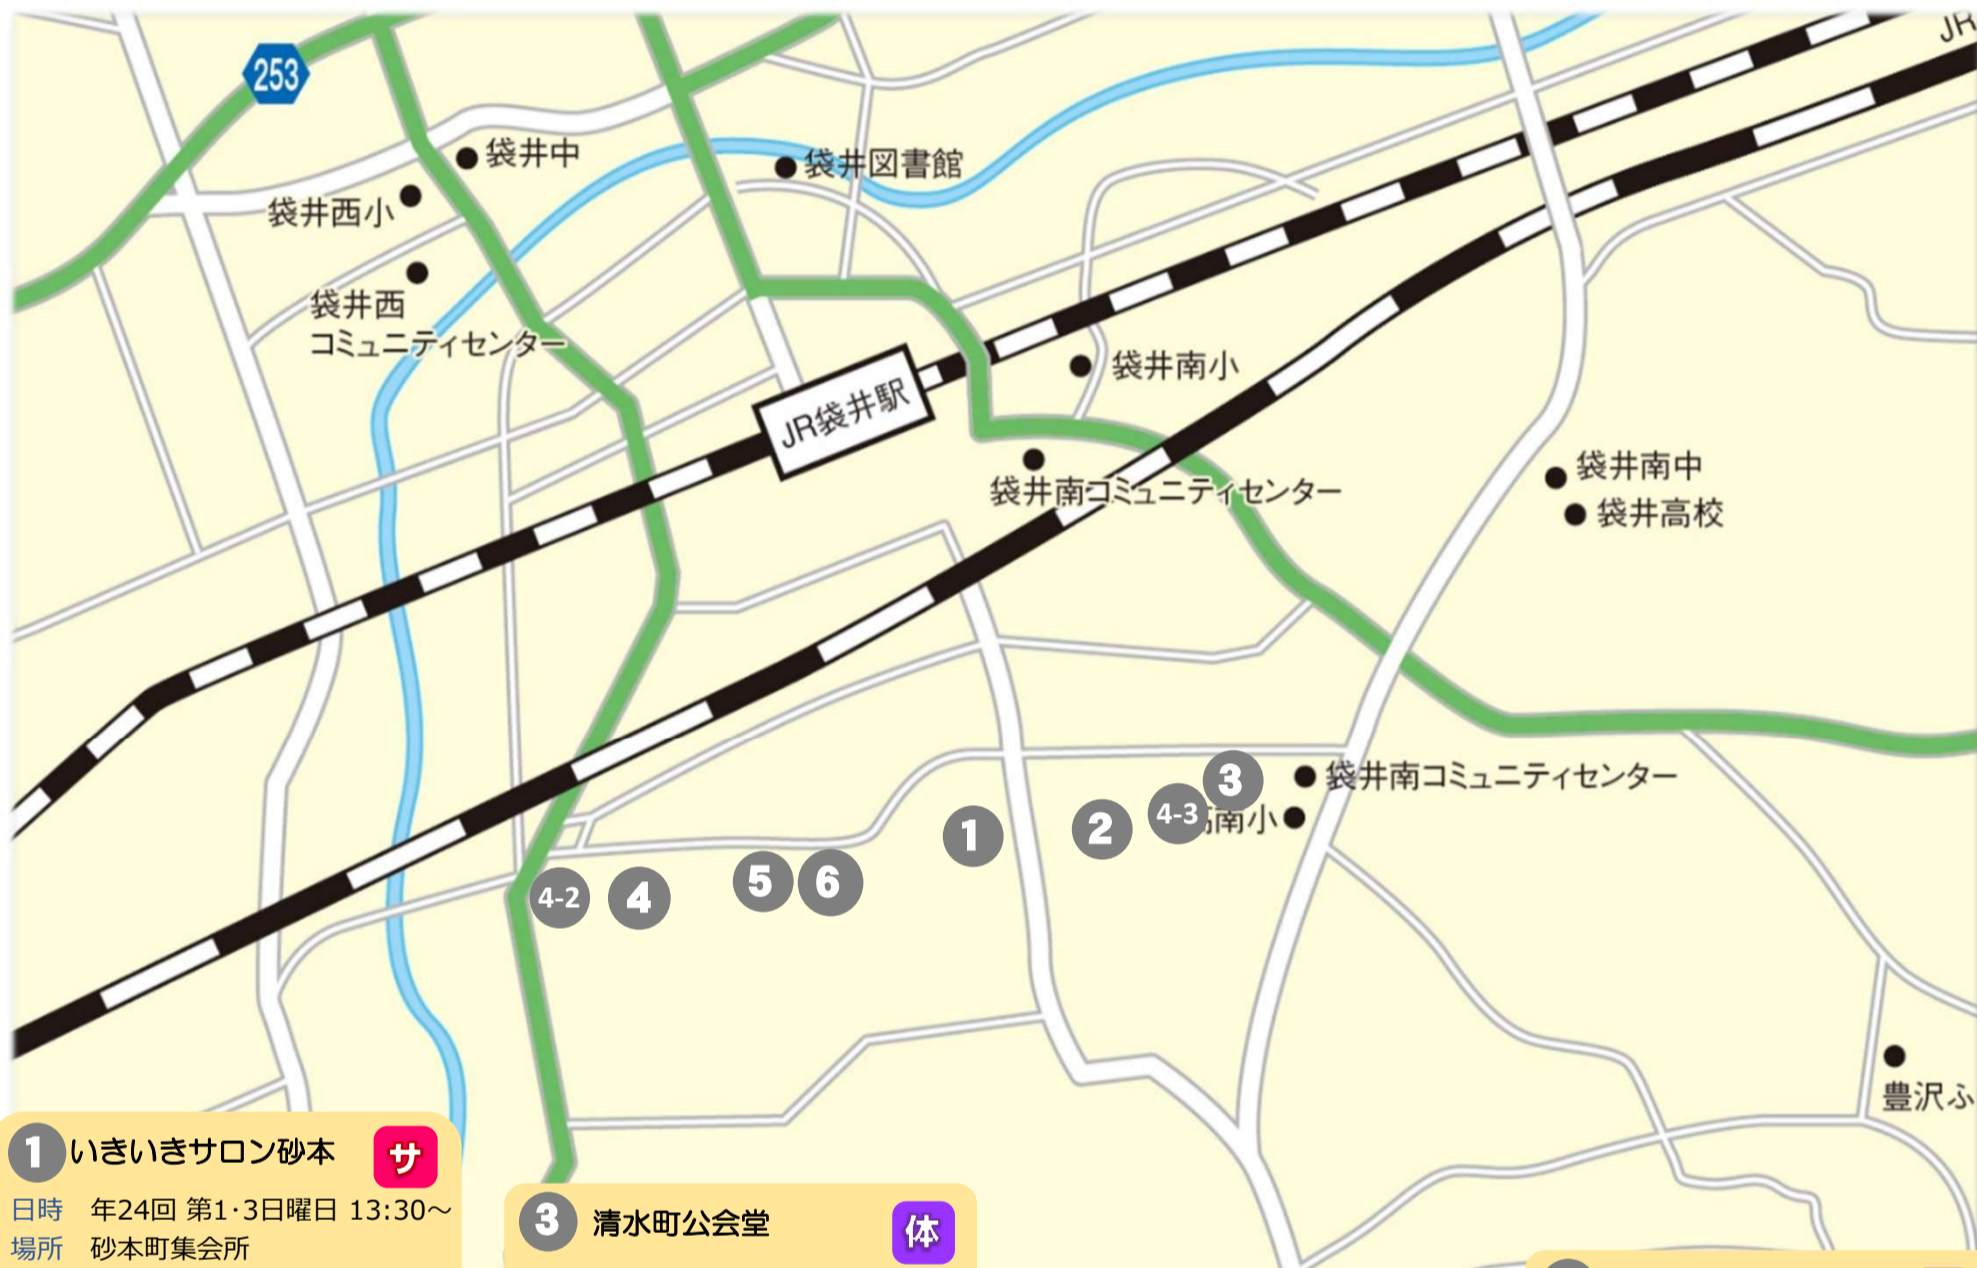 JR
253
袋井中
袋井図書館
袋井西小
袋井西
コミュニティセンター
袋井南小
JR袋井駅
袋井南中
袋井南コミュニティセンター
袋井高校
3
袋井南コミュニティセンター
1
2
4-3
南小
5
6
4-2
4
豊沢ふ
1 いきいきサロン砂本 サ
日時 年24回 第1・3日曜日 13:30～
場所 砂本町集会所
3 清水町公会堂 体